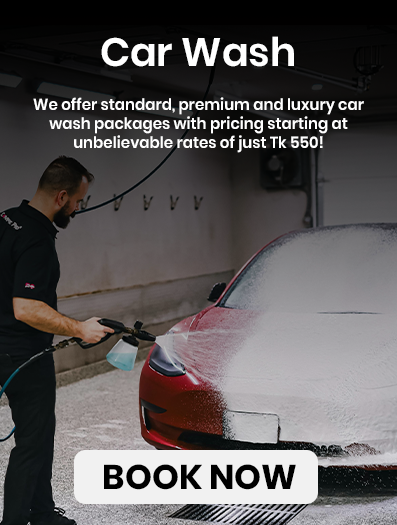 Car Wash
We offer standard, premium and luxury car
wash packages with pricing starting at
unbelievable rates of just Tk 550!
BOOK NOW